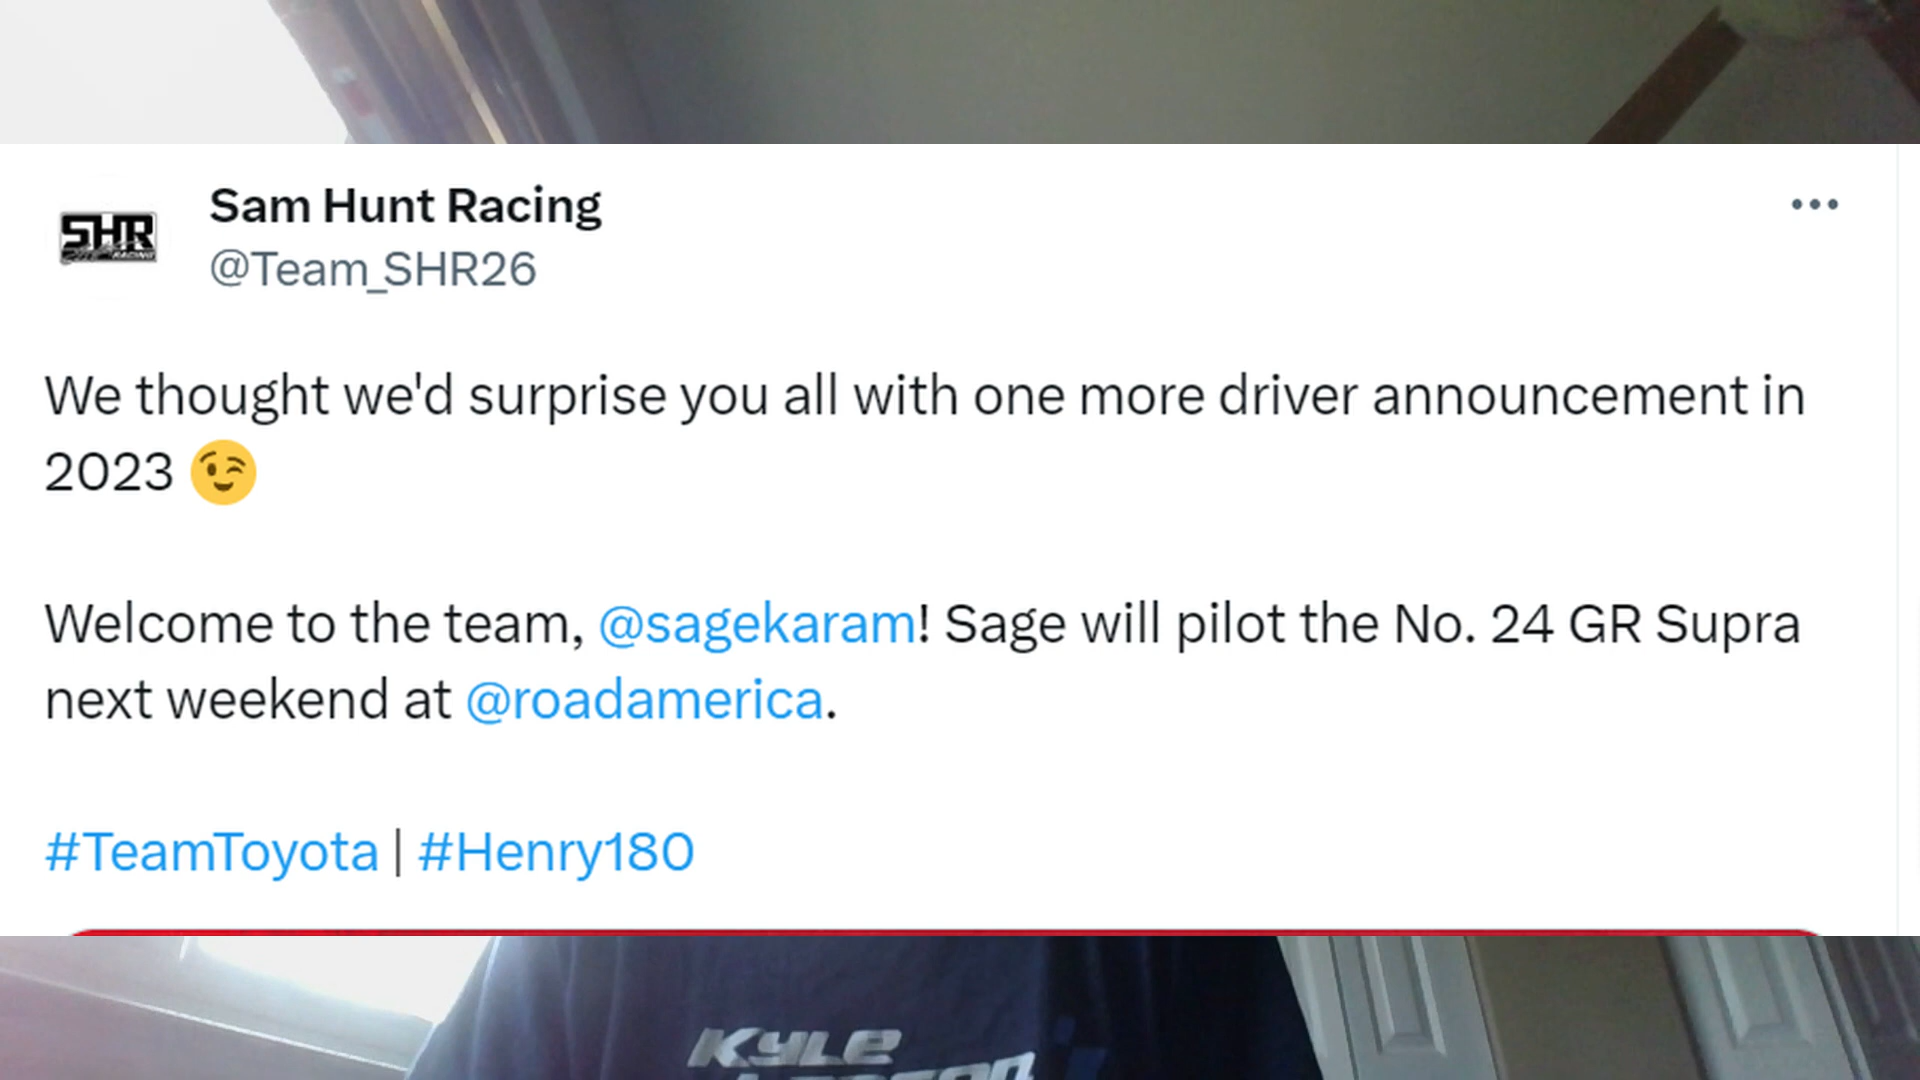 SHR
RACING
Sam Hunt Racing
@Team_SHR26
We thought we'd surprise you all with one more driver announcement in
2023 😉
Welcome to the team, @sagekaram! Sage will pilot the No. 24 GR Supra
next weekend at @roadamerica.
#TeamToyota | #Henry180
KYLE
LARSON